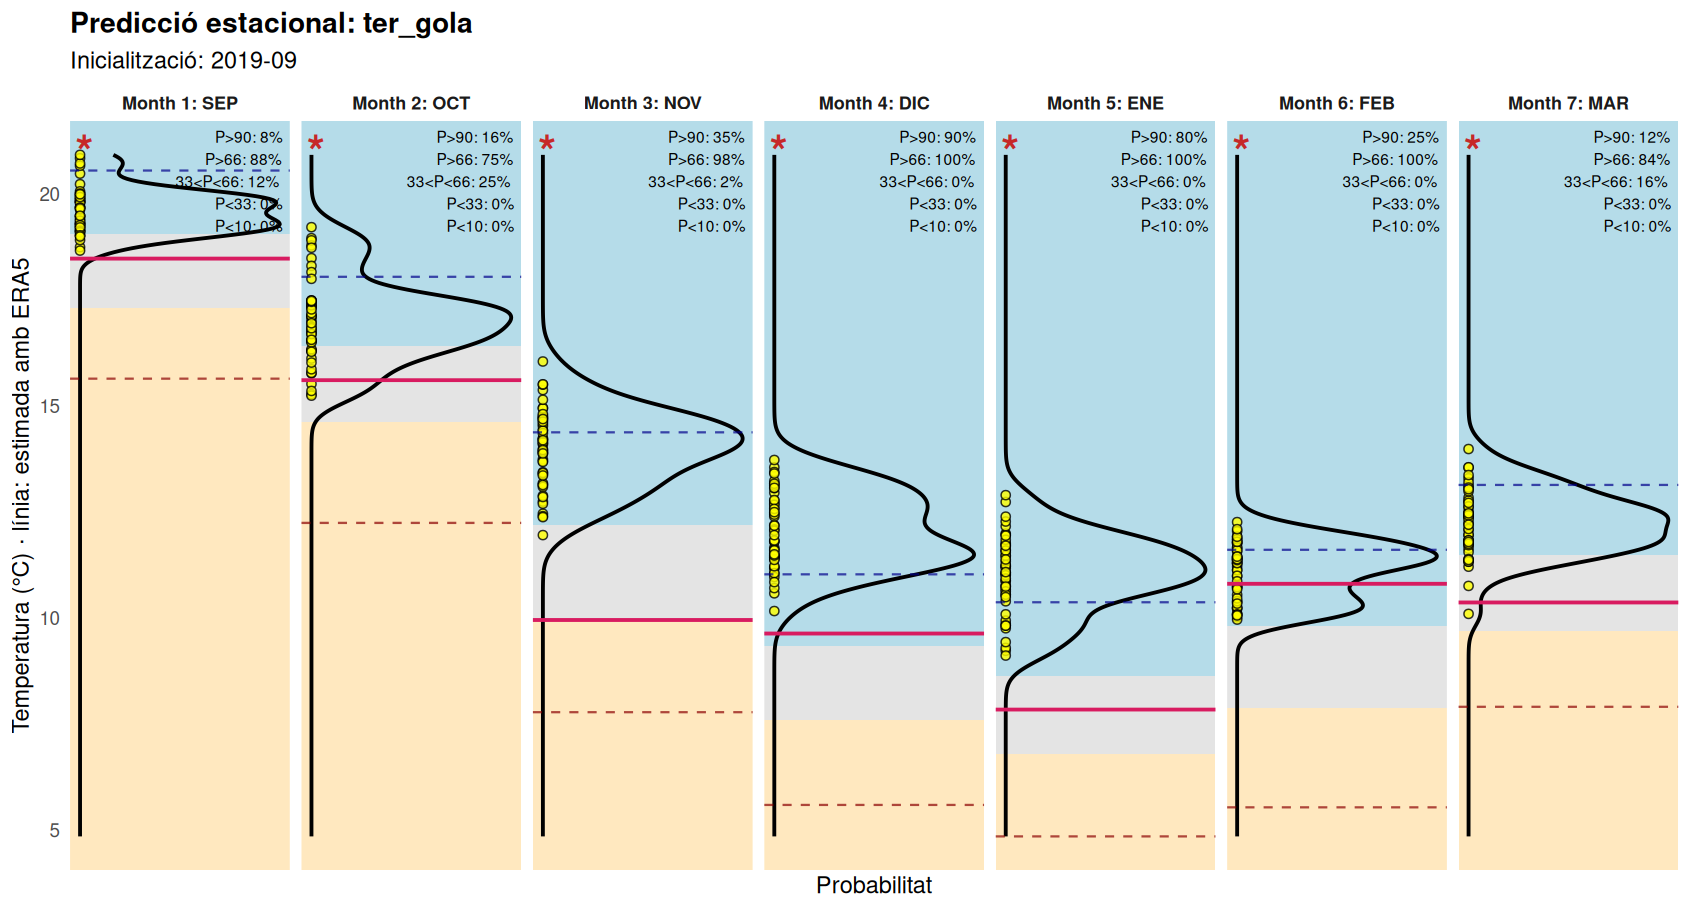 Predicció estacional: ter_gola
Inicialització: 2019-09
Month 1: SEP
Month 2: OCT
Month 3: NOV
Month 4: DIC
Month 5: ENE
Month 6: FEB
Month 7: MAR
*
P>90: 8%
P>66: 88%
33<P<66: 12%
P<33: 0%
P<10: 0%
*
P>90: 16%
P>66: 75%
33<P<66: 25%
P<33: 0%
P<10: 0%
*
P>90: 35%
P>66: 98%
33<P<66: 2%
P<33: 0%
P<10: 0%
*
P>90: 90%
P>66: 100%
33<P<66: 0%
P<33: 0%
P<10: 0%
*
P>90: 80%
P>66: 100%
33<P<66: 0%
P<33: 0%
P<10: 0%
*
P>90: 25%
P>66: 100%
33<P<66: 0%
P<33: 0%
P<10: 0%
*
P>90: 12%
P>66: 84%
33<P<66: 16%
P<33: 0%
P<10: 0%
20
15
10
5
Temperatura (°C) · línia: estimada amb ERA5
Probabilitat